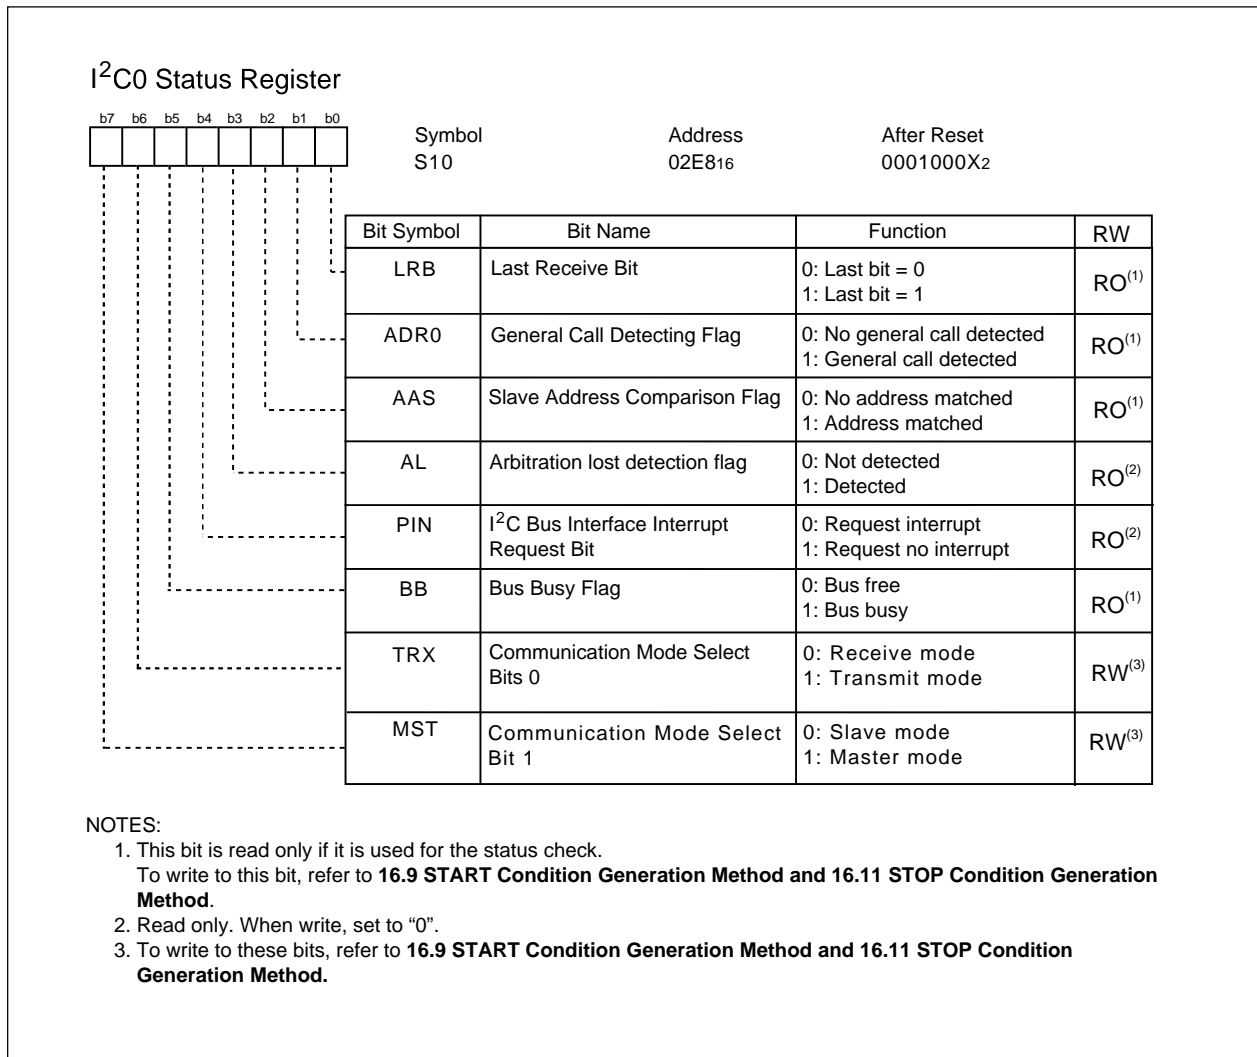 I2C0 Status Register
b7 b6 b5 b4 b3 b2 b1 b0
Symbol Address After Reset
S10 02E816 0001000X2
Bit Symbol Bit Name Function RW
LRB Last Receive Bit 0: Last bit = 0
1: Last bit = 1 RO(1)
ADR0 General Call Detecting Flag 0: No general call detected
1: General call detected RO(1)
AAS Slave Address Comparison Flag 0: No address matched
1: Address matched RO(1)
AL Arbitration lost detection flag 0: Not detected
1: Detected RO(2)
PIN I2C Bus Interface Interrupt 0: Request interrupt
Request Bit 1: Request no interrupt RO(2)
BB Bus Busy Flag 0: Bus free
1: Bus busy RO(1)
TRX Communication Mode Select 0: Receive mode
Bits 0 1: Transmit mode RW(3)
MST Communication Mode Select 0: Slave mode
Bit 1 1: Master mode RW(3)
NOTES:
1. This bit is read only if it is used for the status check.
To write to this bit, refer to 16.9 START Condition Generation Method and 16.11 STOP Condition Generation
Method.
2. Read only. When write, set to “0”.
3. To write to these bits, refer to 16.9 START Condition Generation Method and 16.11 STOP Condition
Generation Method.